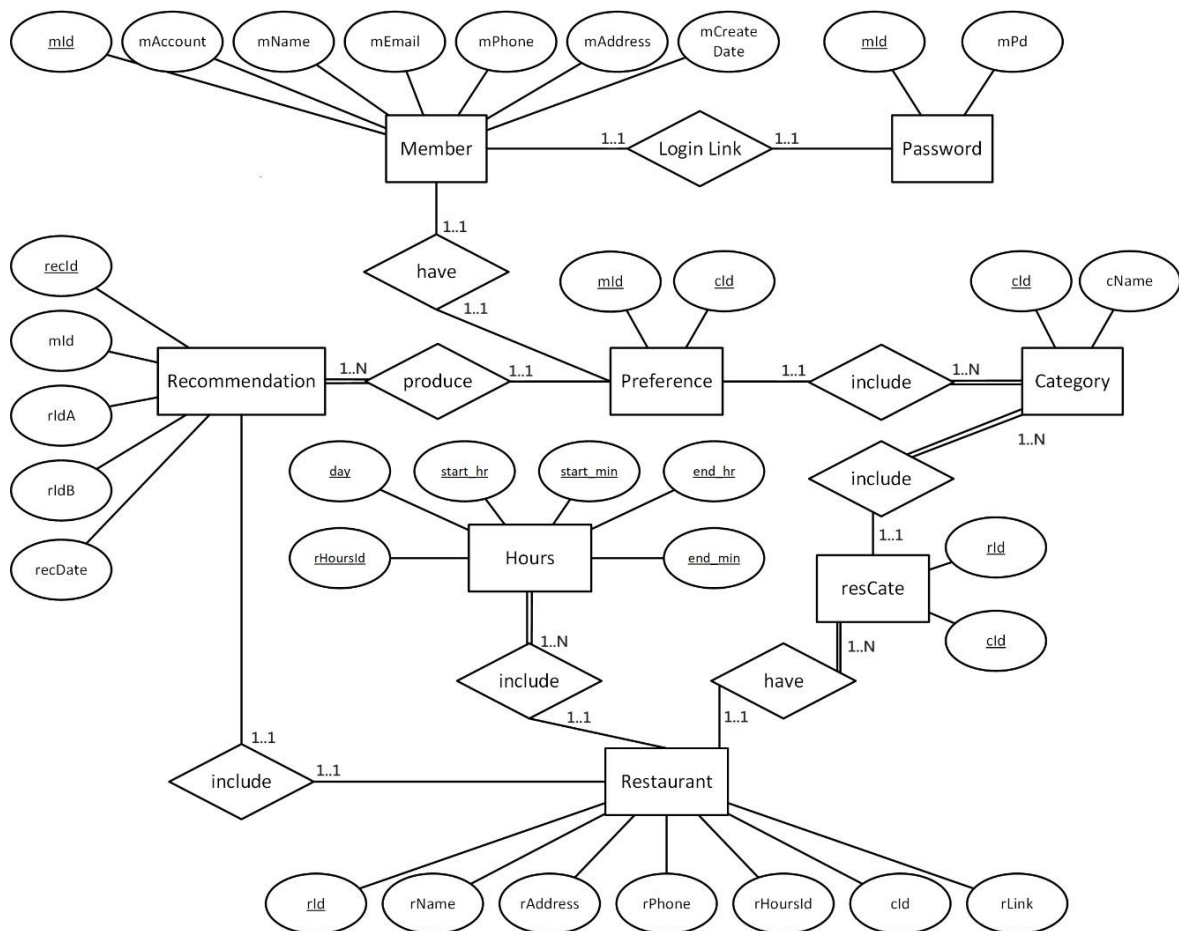 mId
mAccount
mName
mEmail
mPhone
mAddress
mCreate
Date
mId
mPd
Member
1..1
Login Link
1..1
Password
1..1
have
1..1
recId
mId
cId
cId
cName
mId
Recommendation
1..N
produce
1..1
Preference
1..1
include
1..N
Category
1..N
rIdA
rIdB
recDate
day
start_hr
start_min
end_hr
include
1..1
rHoursId
Hours
end_min
resCate
rId
cId
1..N
include
1..1
1..N
have
1..1
1..1
include
1..1
Restaurant
rId
rName
rAddress
rPhone
rHoursId
cId
rLink